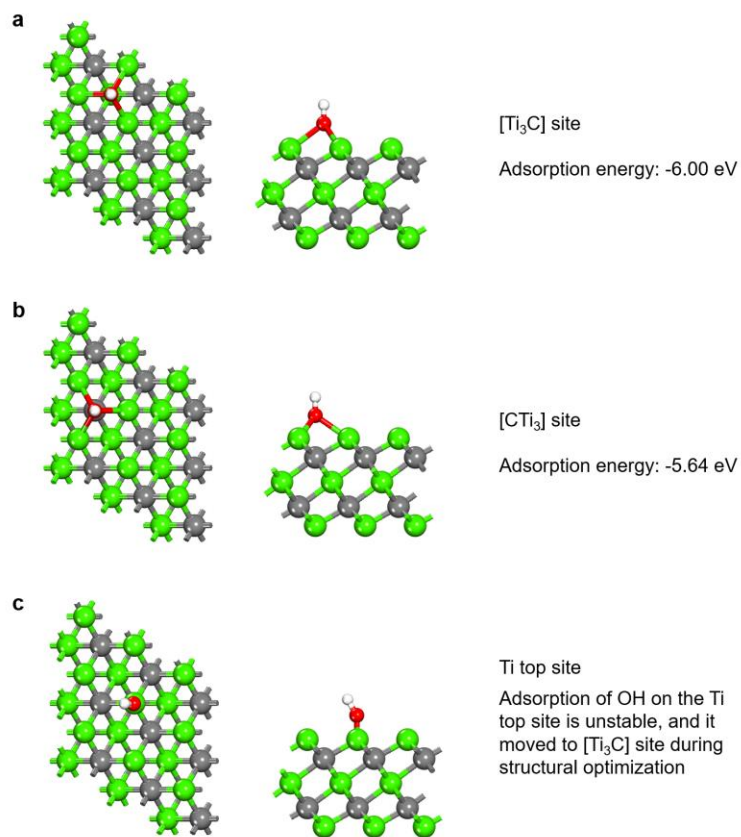 a
[Ti₃C] site
Adsorption energy: -6.00 eV
b
[CTi₃] site
Adsorption energy: -5.64 eV
c
Ti top site
Adsorption of OH on the Ti
top site is unstable, and it
moved to [Ti₃C] site during
structural optimization